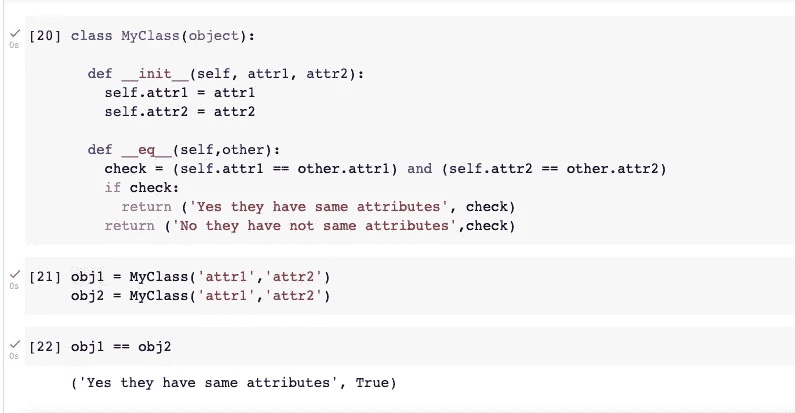 [20] class MyClass(object):
def __init__(self, attr1, attr2):
self.attr1 = attr1
self.attr2 = attr2
def __eq__(self,other):
check = (self.attr1 == other.attr1) and (self.attr2 == other.attr2)
if check:
return ('Yes they have same attributes', check)
return ('No they have not same attributes',check)
[21] obj1 = MyClass('attr1','attr2')
obj2 = MyClass('attr1','attr2')
[22] obj1 == obj2
('Yes they have same attributes', True)
0s
0s
0s